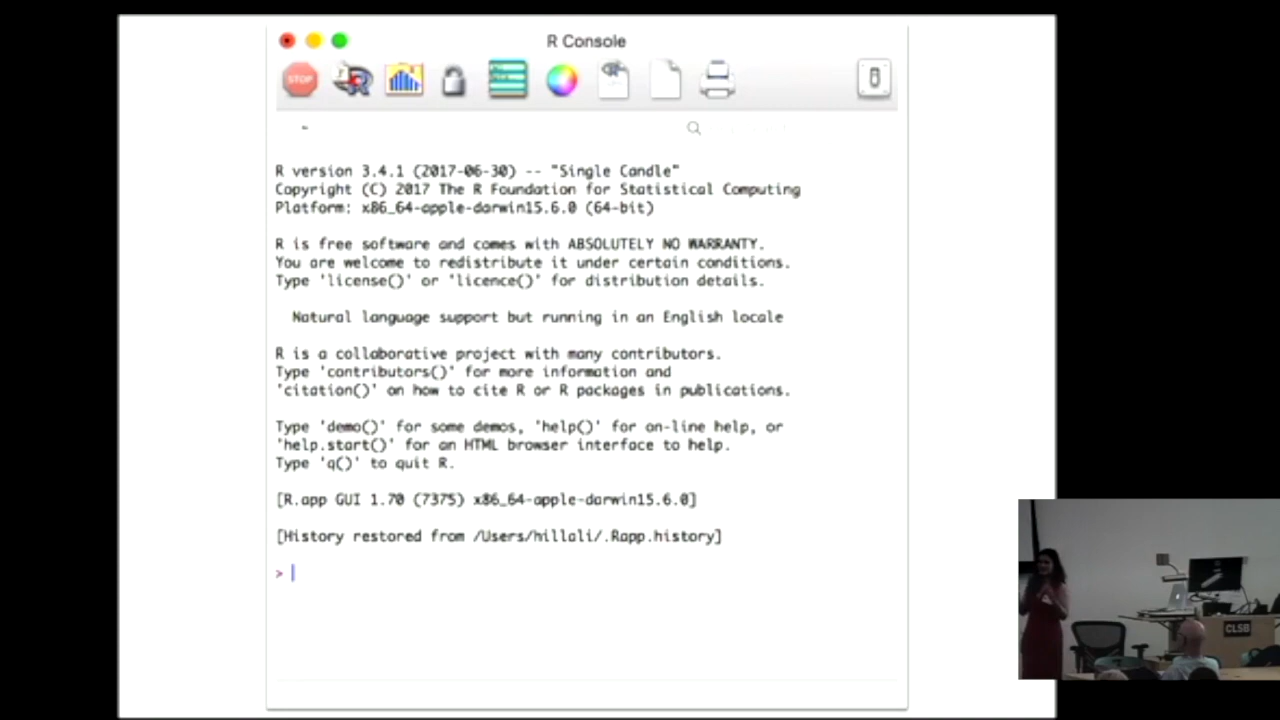 R Console
STOP
R version 3.4.1 (2017-06-30) -- "Single Candle"
Copyright (C) 2017 The R Foundation for Statistical Computing
Platform: x86_64-apple-darwin15.6.0 (64-bit)
R is free software and comes with ABSOLUTELY NO WARRANTY.
You are welcome to redistribute it under certain conditions.
Type 'license()' or 'licence()' for distribution details.
Natural language support but running in an English locale
R is a collaborative project with many contributors.
Type 'contributors()' for more information and
'citation()' on how to cite R or R packages in publications.
Type 'demo()' for some demos, 'help()' for on-line help, or
'help.start()' for an HTML browser interface to help.
Type 'q()' to quit R.
[R.app GUI 1.70 (7375) x86_64-apple-darwin15.6.0]
[History restored from /Users/hillali/.Rapp.history]
>
CLSB